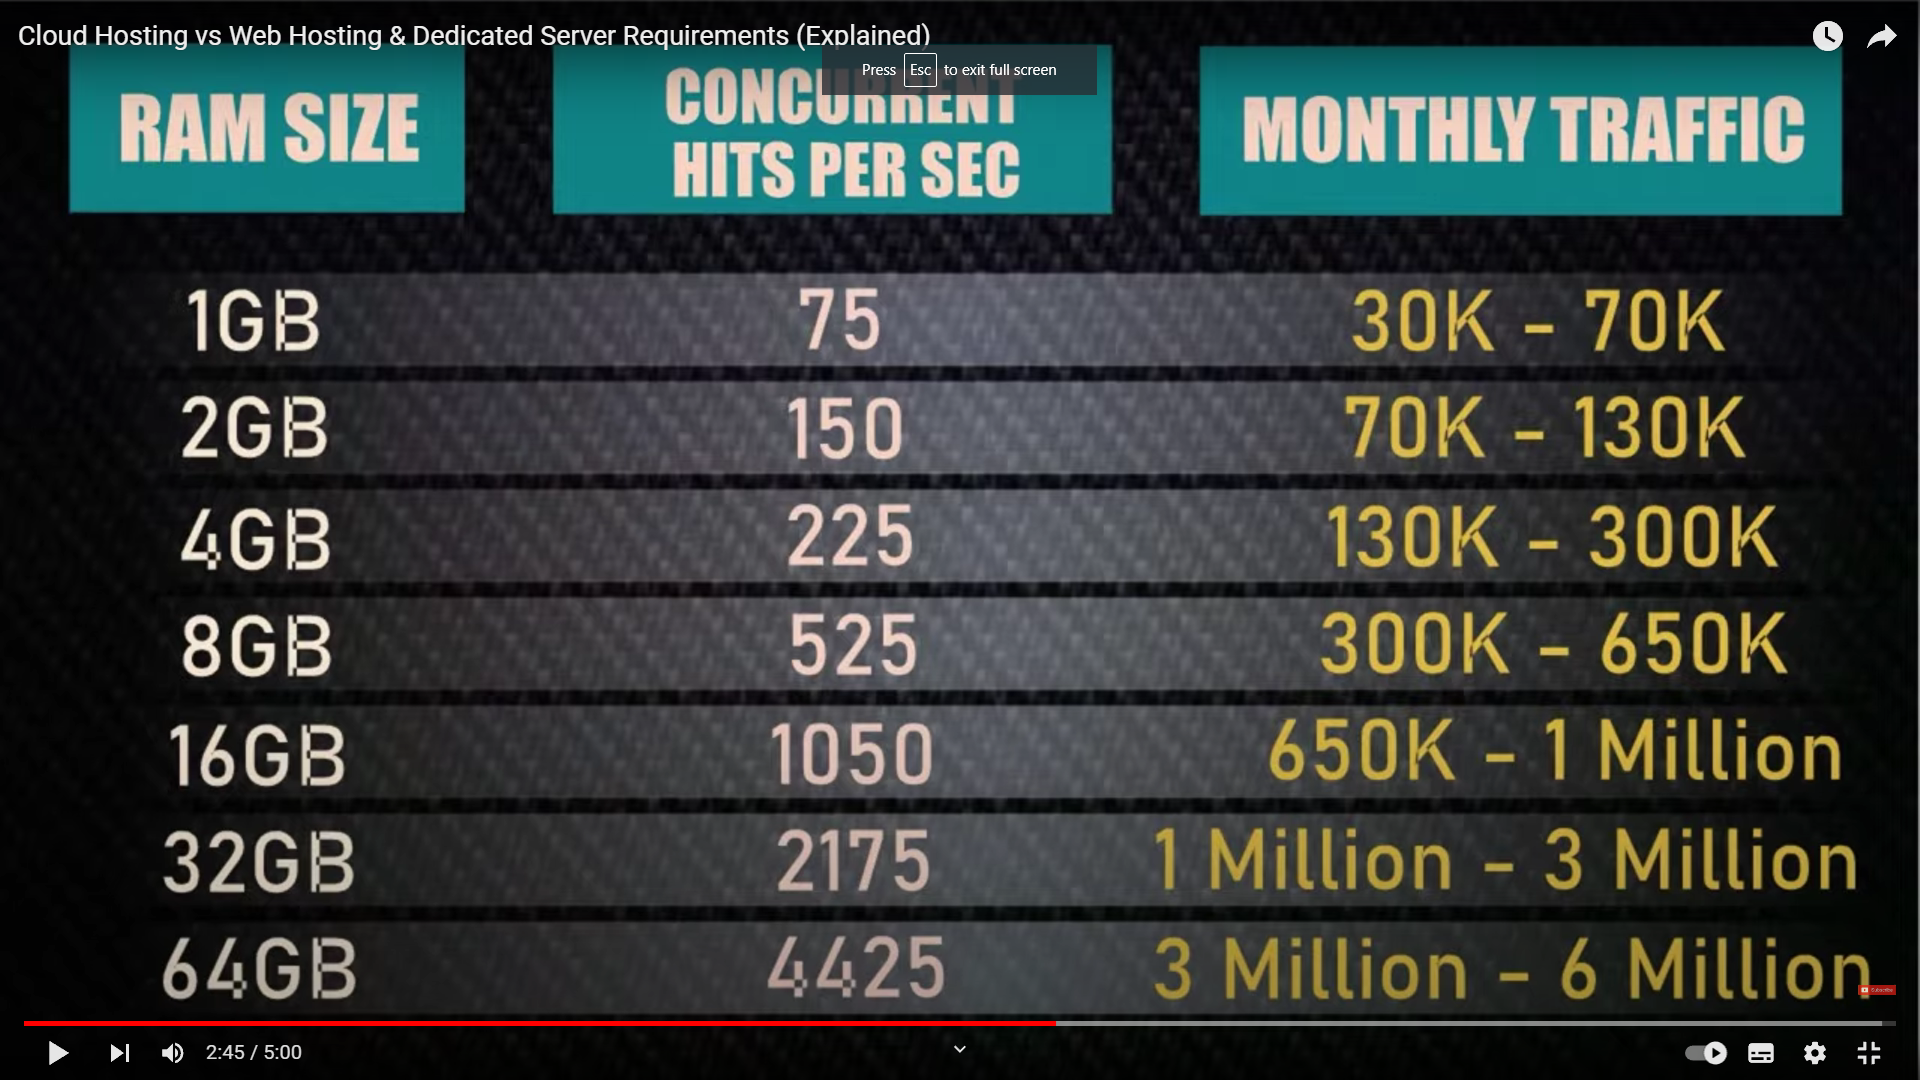 Cloud Hosting vs Web Hosting & Dedicated Server Requirements (Explained)
Press Esc to exit full screen
RAM SIZE
CONCURRENT
HITS PER SEC
MONTHLY TRAFFIC
1GB 75 30K - 70K
2GB 150 70K - 130K
4GB 225 130K - 300K
8GB 525 300K - 650K
16GB 1050 650K - 1 Million
32GB 2175 1 Million - 3 Million
64GB 4425 3 Million - 6 Million
Subscribe
2:45 / 5:00